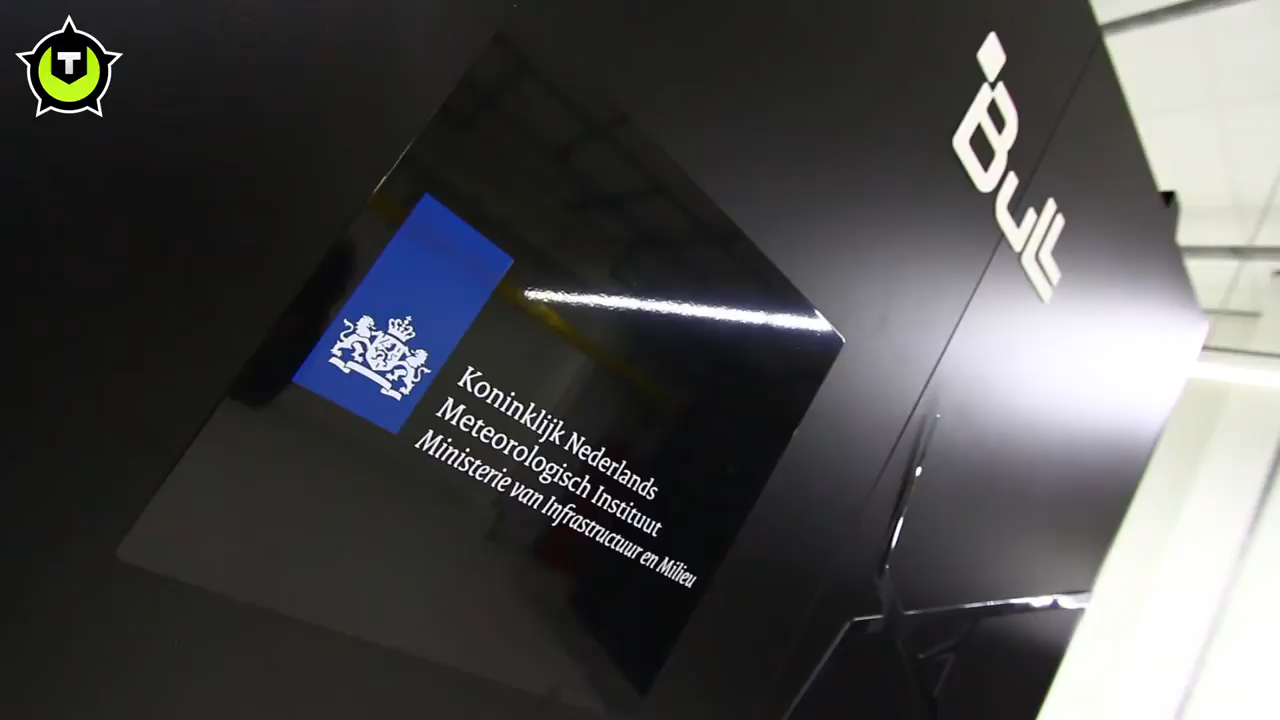 T
Bull
Koninklijk Nederlands
Meteorologisch Instituut
Ministerie van Infrastructuur en Milieu